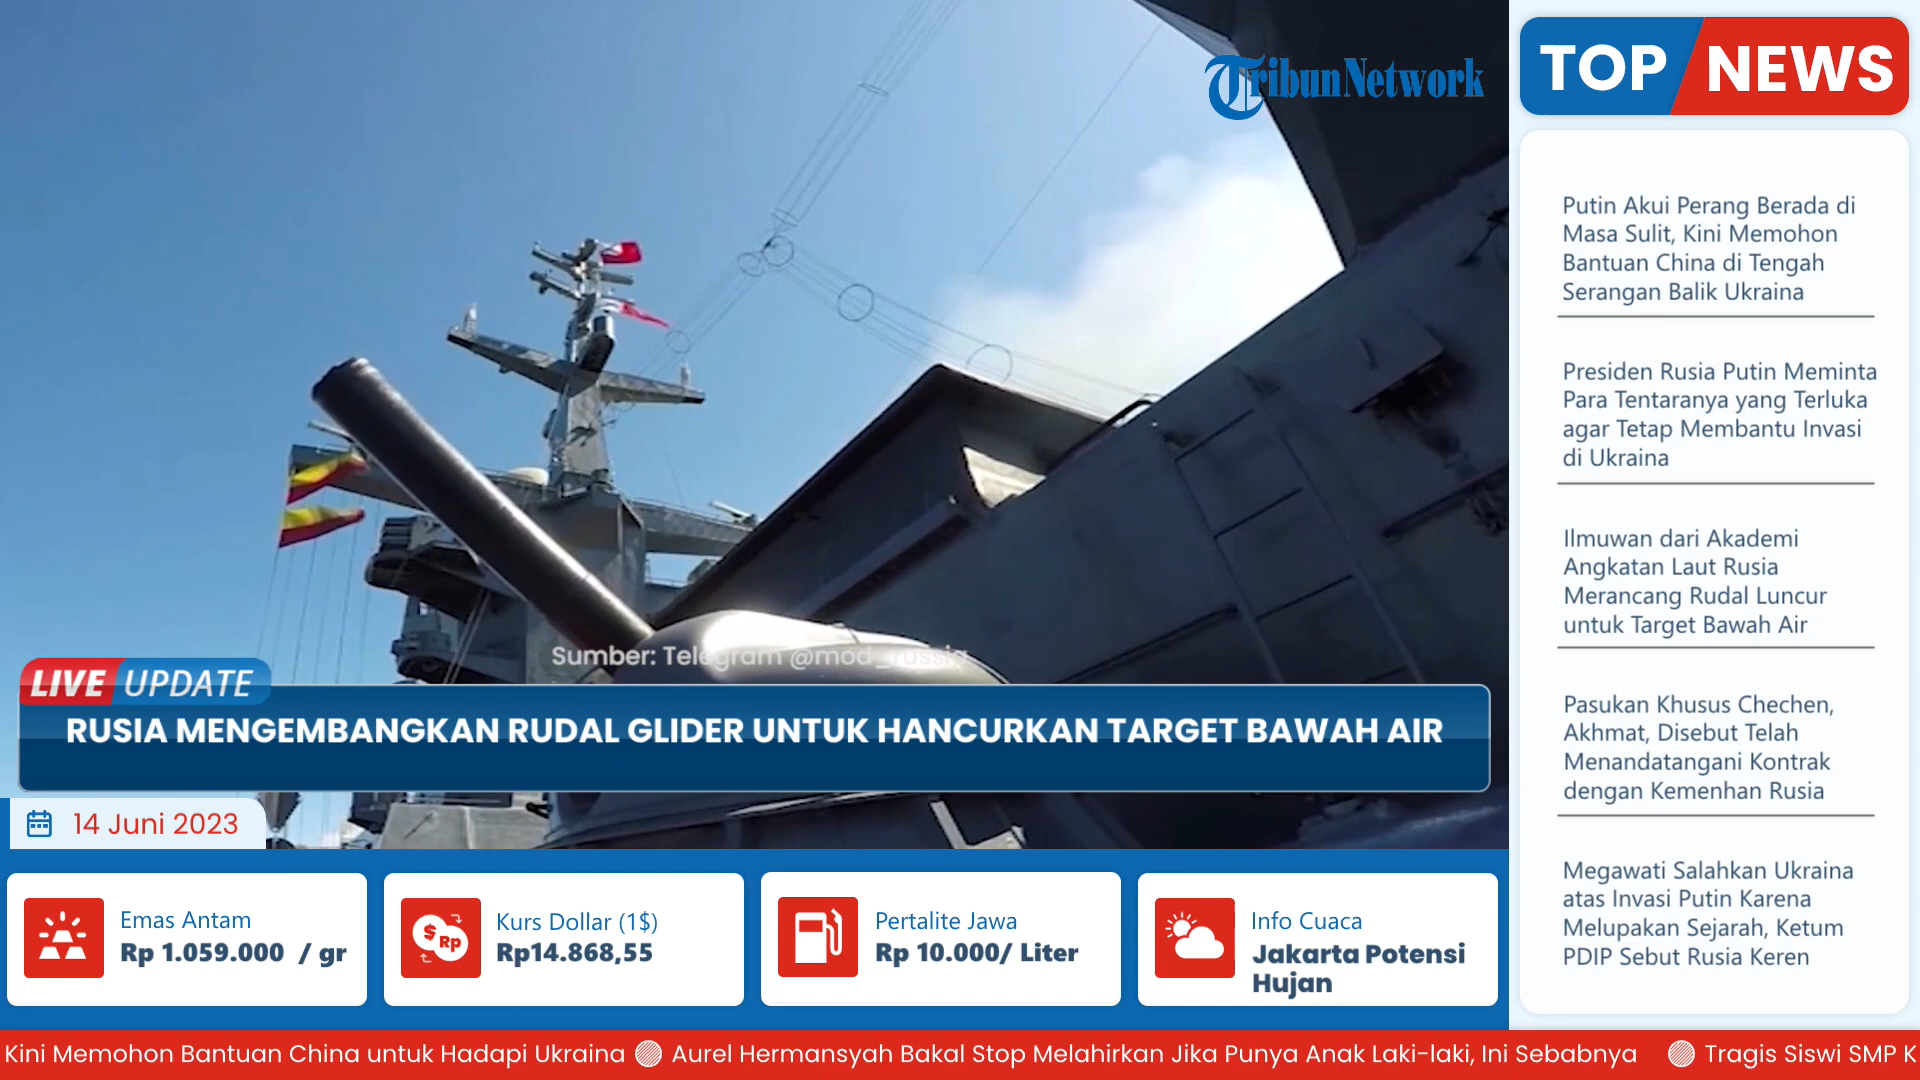 TribunNetwork
TOP NEWS
Putin Akui Perang Berada di
Masa Sulit, Kini Memohon
Bantuan China di Tengah
Serangan Balik Ukraina
Presiden Rusia Putin Meminta
Para Tentaranya yang Terluka
agar Tetap Membantu Invasi
di Ukraina
Ilmuwan dari Akademi
Angkatan Laut Rusia
Merancang Rudal Luncur
untuk Target Bawah Air
Pasukan Khusus Chechen,
Akhmat, Disebut Telah
Menandatangani Kontrak
dengan Kemenhan Rusia
Megawati Salahkan Ukraina
atas Invasi Putin Karena
Melupakan Sejarah, Ketum
PDIP Sebut Rusia Keren
Sumber: Telegram @mod_russia
LIVE UPDATE
RUSIA MENGEMBANGKAN RUDAL GLIDER UNTUK HANCURKAN TARGET BAWAH AIR
14 Juni 2023
Emas Antam
Rp 1.059.000 / gr
$ Rp
Kurs Dollar (1$)
Rp14.868,55
Pertalite Jawa
Rp 10.000/ Liter
Info Cuaca
Jakarta Potensi
Hujan
Kini Memohon Bantuan China untuk Hadapi Ukraina Aurel Hermansyah Bakal Stop Melahirkan Jika Punya Anak Laki-laki, Ini Sebabnya Tragis Siswi SMP K